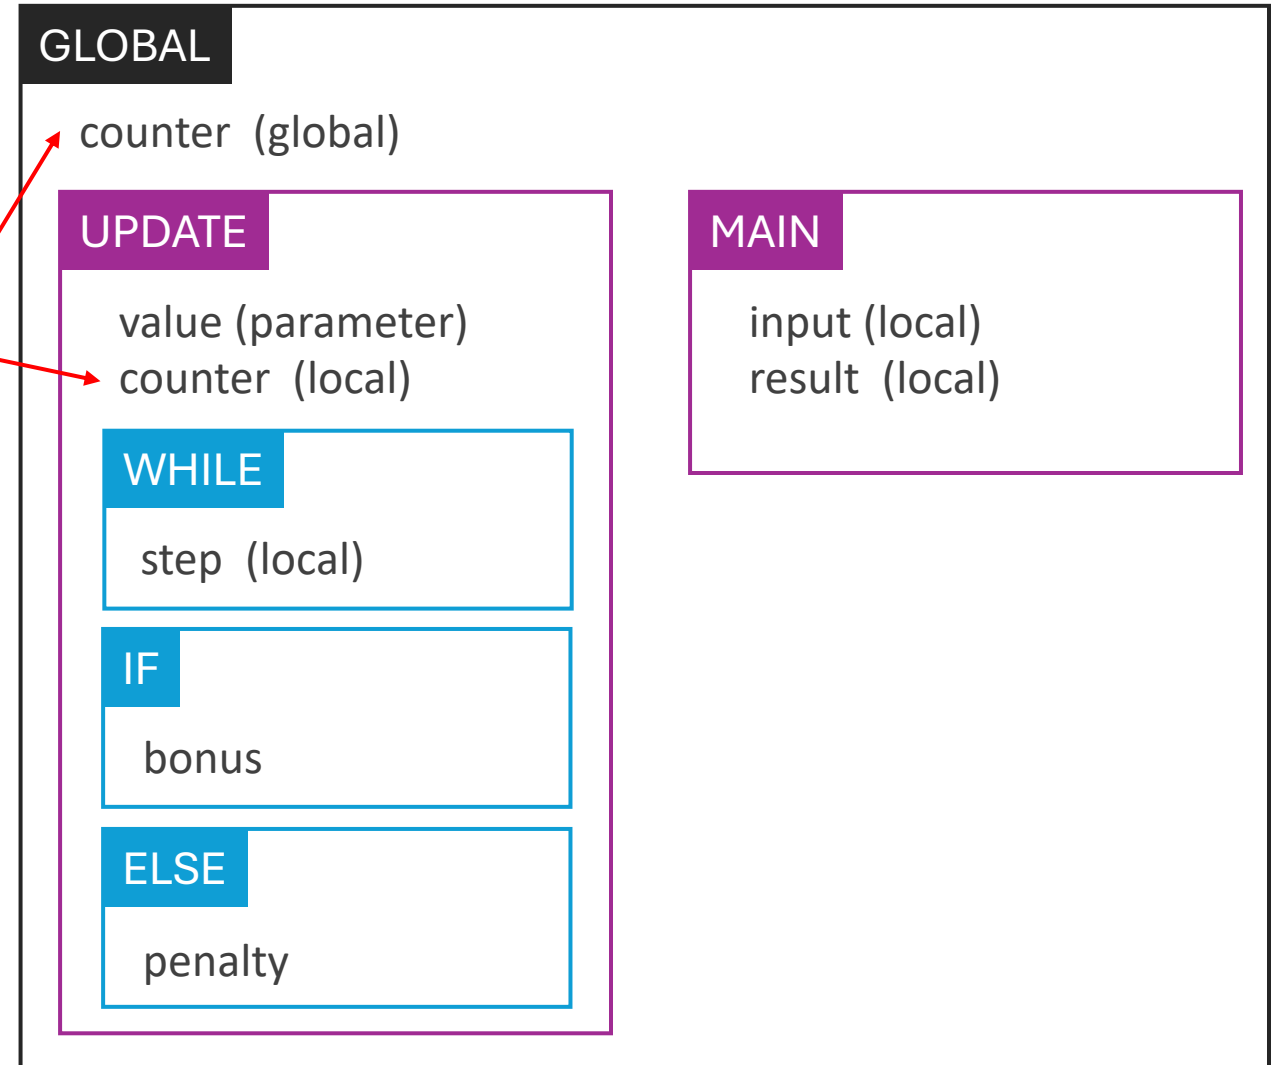 GLOBAL
counter (global)
UPDATE
value (parameter)
counter (local)
WHILE
step (local)
IF
bonus
ELSE
penalty
MAIN
input (local)
result (local)